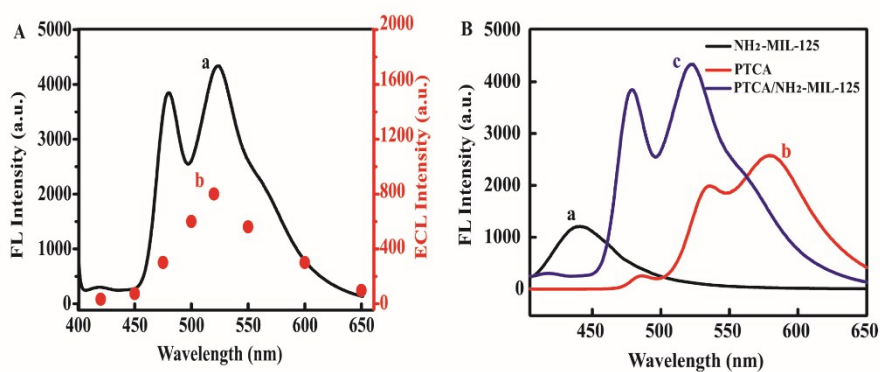 A
FL Intensity (a.u.)
5000
4000
3000
2000
1000
0
a
b
2000
1600
1200
800
400
0
ECL Intensity (a.u.)
400 450 500 550 600 650
Wavelength (nm)
B
FL Intensity (a.u.)
5000
4000
3000
2000
1000
0
NH₂-MIL-125
PTCA
PTCA/NH₂-MIL-125
c
b
a
450 500 550 600 650
Wavelength (nm)